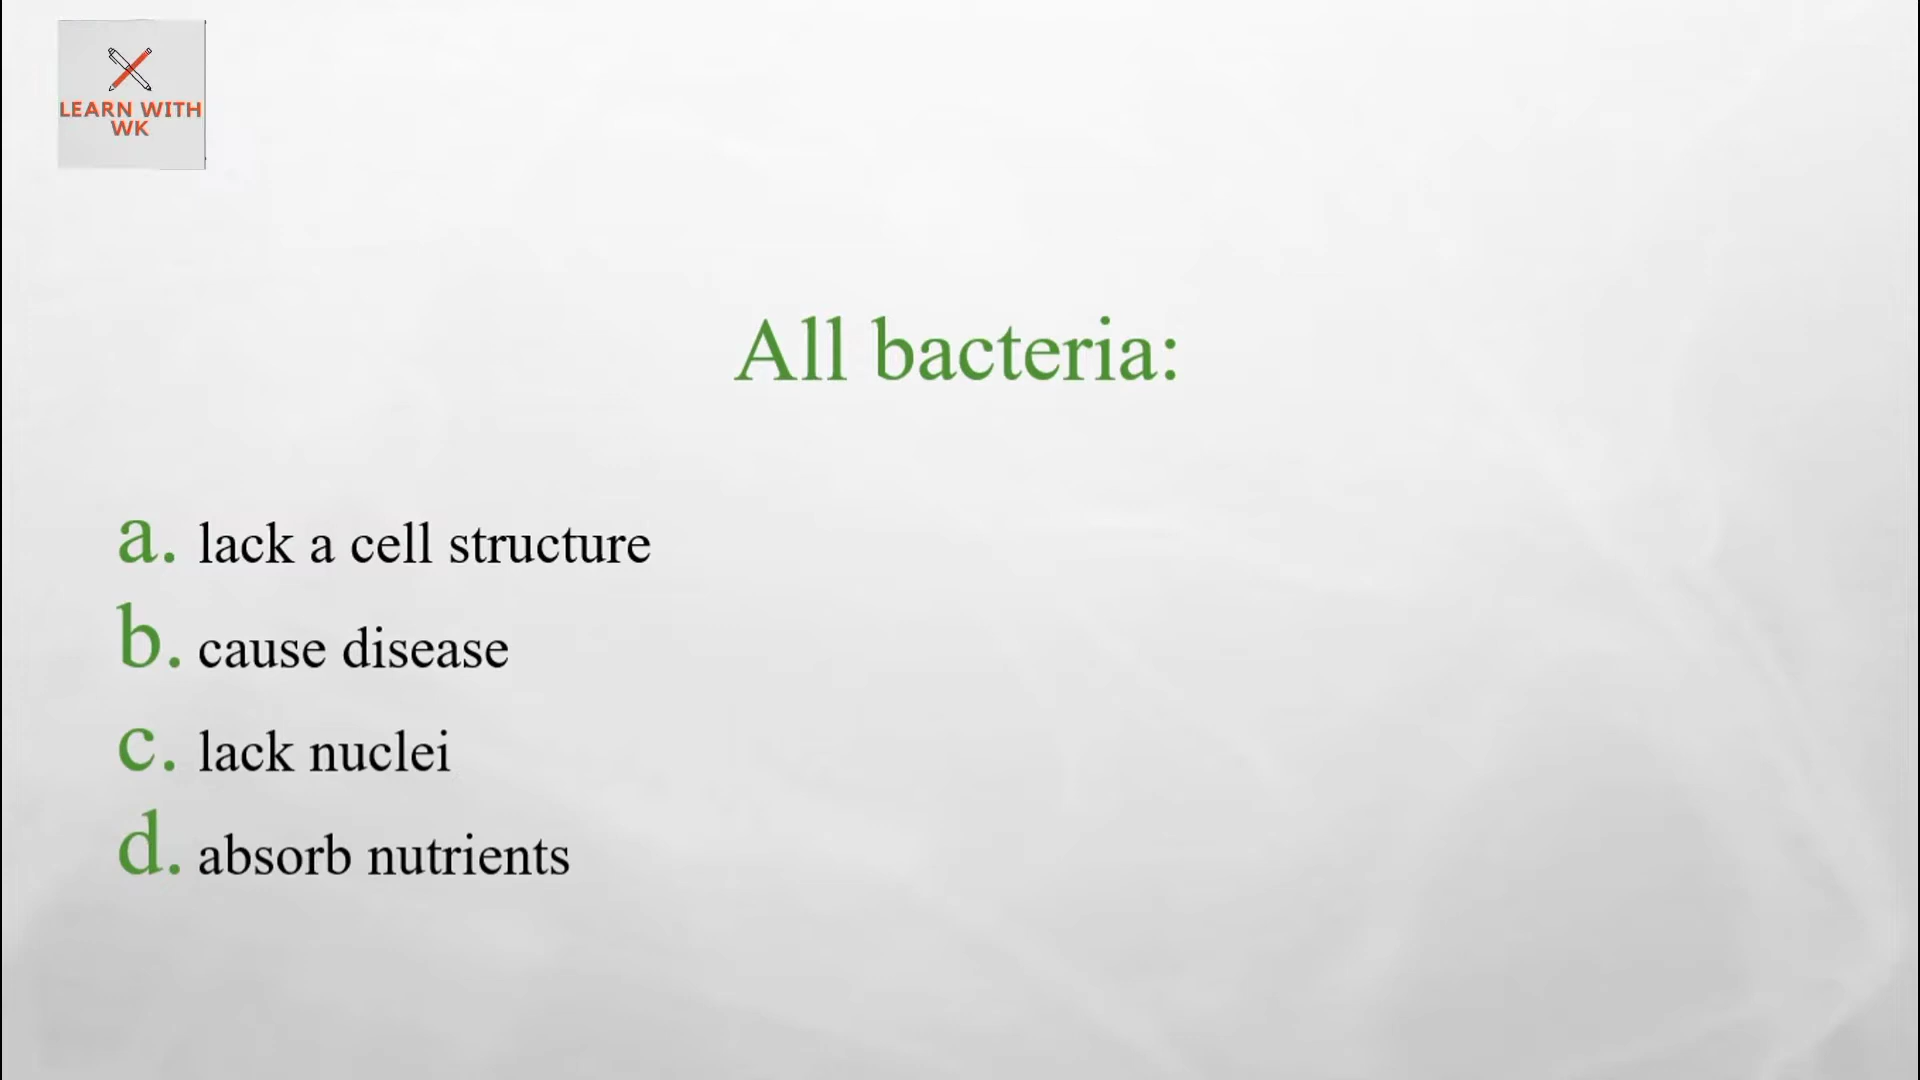 LEARN WITH
WK
All bacteria:
a. lack a cell structure
b. cause disease
c. lack nuclei
d. absorb nutrients